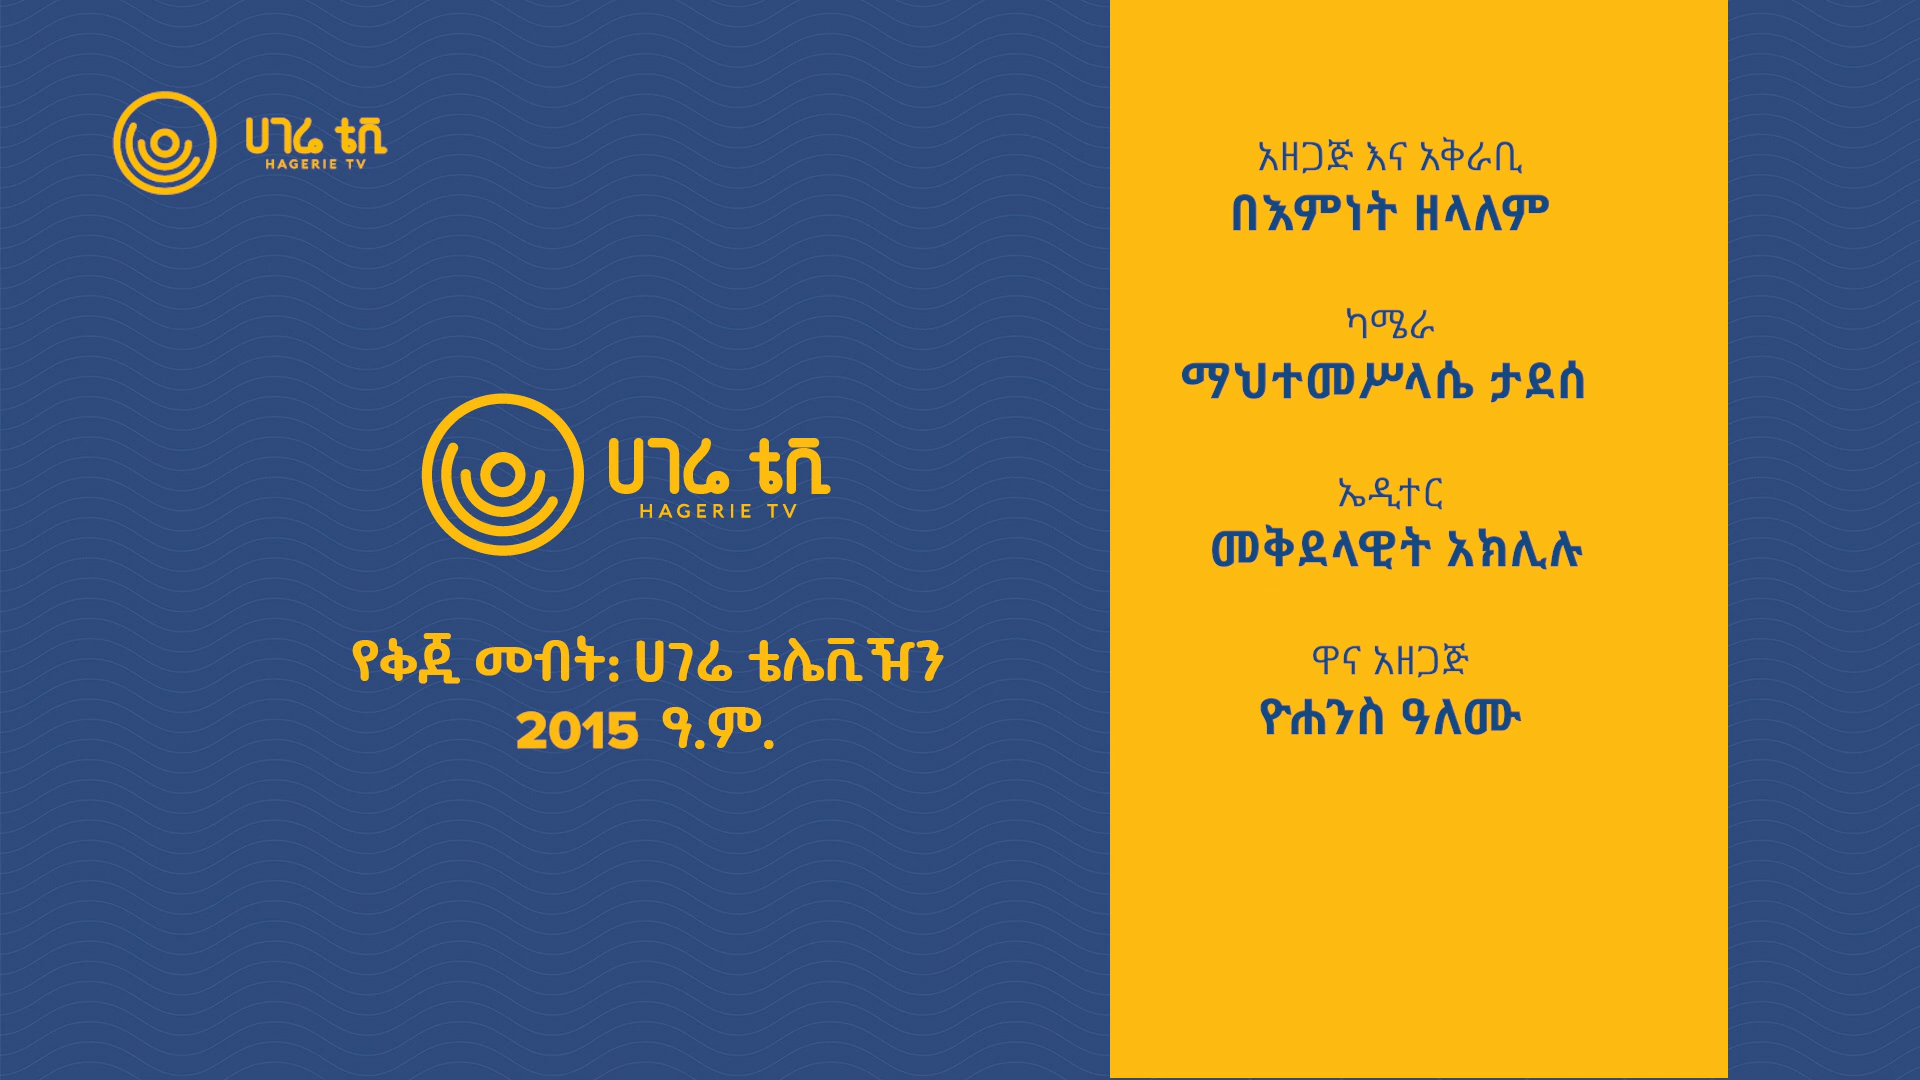 ሀገሬ ቴቪ
HAGERIE TV
ሀገሬ ቴቪ
HAGERIE TV
የቅጂ መብት: ሀገሬ ቴሌቪዥን
2015 ዓ.ም.
አዘጋጅ እና አቅራቢ
በእምነት ዘላለም
ካሜራ
ማህተመሥላሴ ታደሰ
ኤዲተር
መቅደላዊት አክሊሉ
ዋና አዘጋጅ
ዮሐንስ ዓለሙ